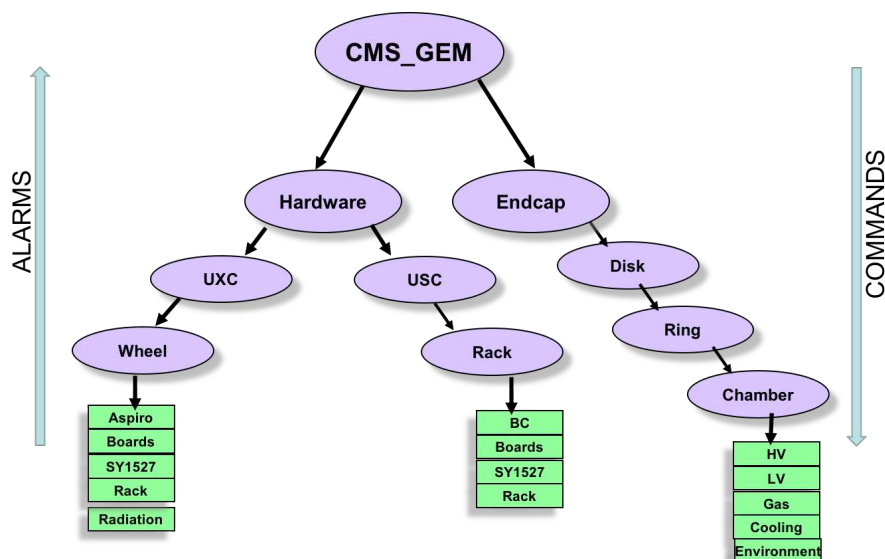 CMS_GEM
ALARMS
COMMANDS
Hardware
Endcap
UXC
USC
Disk
Ring
Wheel
Rack
Chamber
Aspiro
Boards
SY1527
Rack
Radiation
BC
Boards
SY1527
Rack
HV
LV
Gas
Cooling
Environment